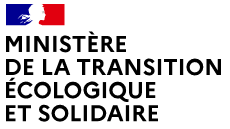 MINISTÈRE
DE LA TRANSITION
ÉCOLOGIQUE
ET SOLIDAIRE